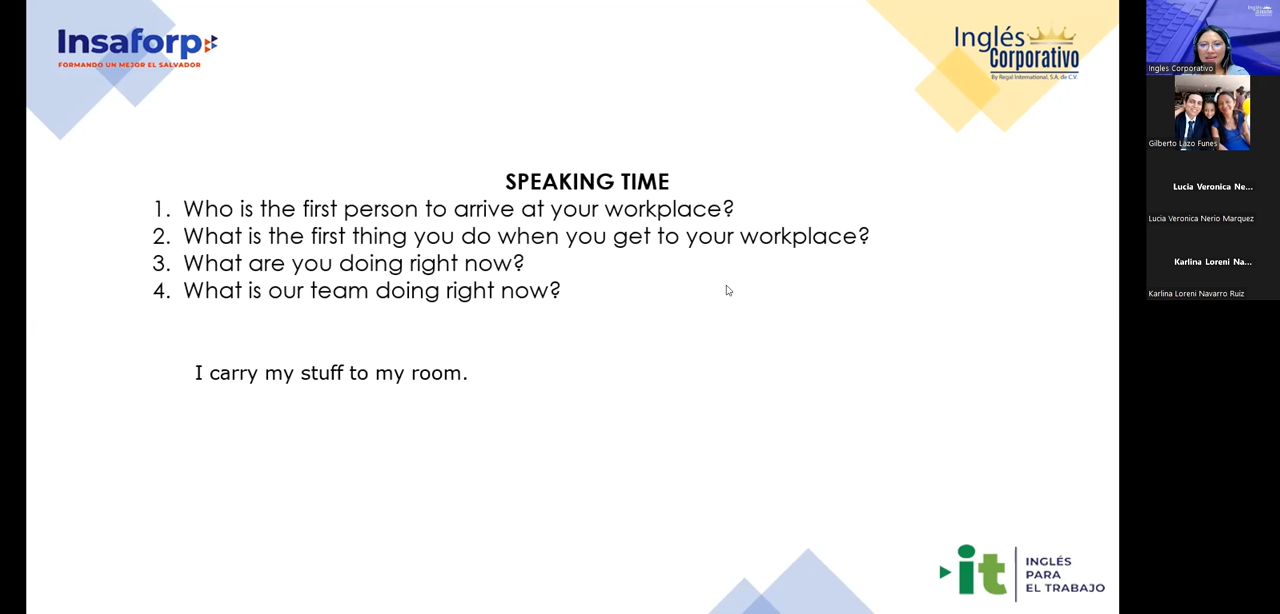 Insaforp
FORMANDO UN MEJOR EL SALVADOR
Inglés
Corporativo
By Regal International, S.A. de C.V.
SPEAKING TIME
1. Who is the first person to arrive at your workplace?
2. What is the first thing you do when you get to your workplace?
3. What are you doing right now?
4. What is our team doing right now?
I carry my stuff to my room.
it
INGLÉS
PARA
EL TRABAJO
Ingles Corporativo
Gilberto Lazo Funes
Lucia Veronica Ne...
Lucia Veronica Nerio Marquez
Karlina Loreni Na...
Karlina Loreni Navarro Ruiz